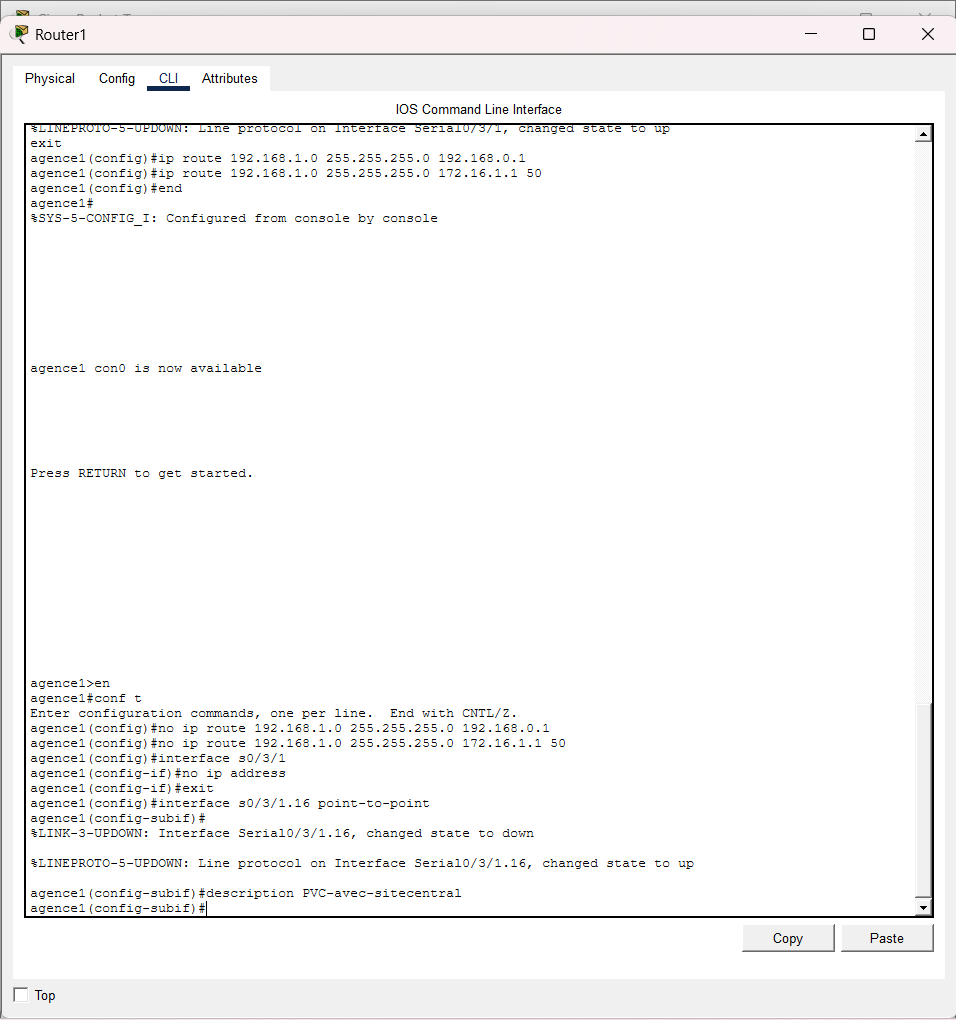 Router1
Physical Config CLI Attributes
IOS Command Line Interface
%LINEPROTO-5-UPDOWN: Line protocol on Interface Serial0/3/1, changed state to up
exit
agence1(config)#ip route 192.168.1.0 255.255.255.0 192.168.0.1
agence1(config)#ip route 192.168.1.0 255.255.255.0 172.16.1.1 50
agence1(config)#end
agence1#
%SYS-5-CONFIG_I: Configured from console by console
agence1 con0 is now available
Press RETURN to get started.
agence1>en
agence1#conf t
Enter configuration commands, one per line.  End with CNTL/Z.
agence1(config)#no ip route 192.168.1.0 255.255.255.0 192.168.0.1
agence1(config)#no ip route 192.168.1.0 255.255.255.0 172.16.1.1 50
agence1(config)#interface s0/3/1
agence1(config-if)#no ip address
agence1(config-if)#exit
agence1(config)#interface s0/3/1.16 point-to-point
agence1(config-subif)#
%LINK-3-UPDOWN: Interface Serial0/3/1.16, changed state to down
%LINEPROTO-5-UPDOWN: Line protocol on Interface Serial0/3/1.16, changed state to up
agence1(config-subif)#description PVC-avec-sitecentral
agence1(config-subif)#
Copy Paste
Top